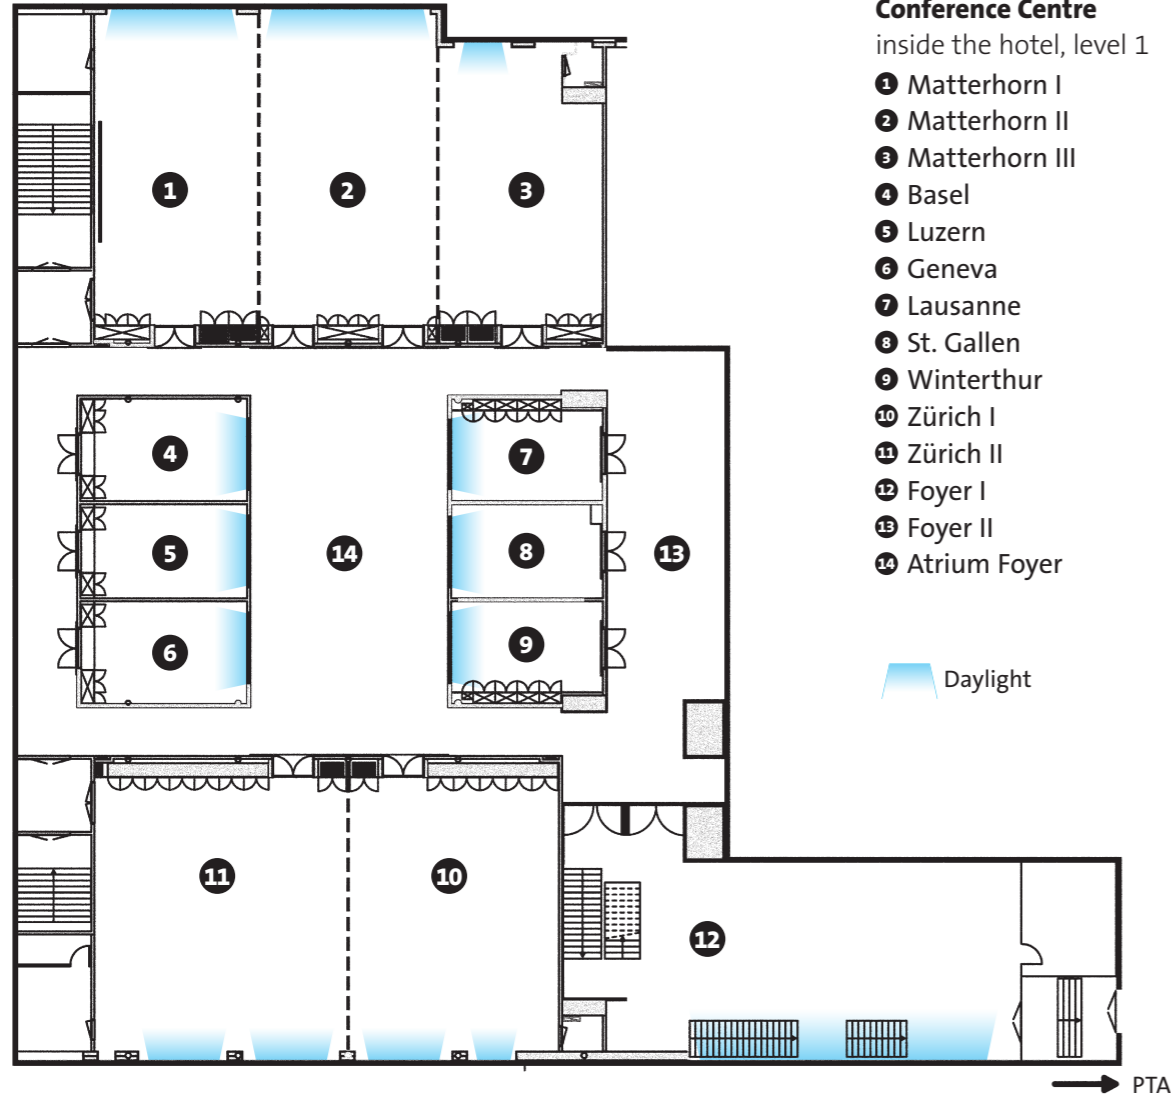 Conference Centre
inside the hotel, level 1
1 Matterhorn I
2 Matterhorn II
3 Matterhorn III
4 Basel
5 Luzern
6 Geneva
7 Lausanne
8 St. Gallen
9 Winterthur
10 Zürich I
11 Zürich II
12 Foyer I
13 Foyer II
14 Atrium Foyer
Daylight
1
2
3
4
7
5
14
8
13
6
9
11
10
12
PTA